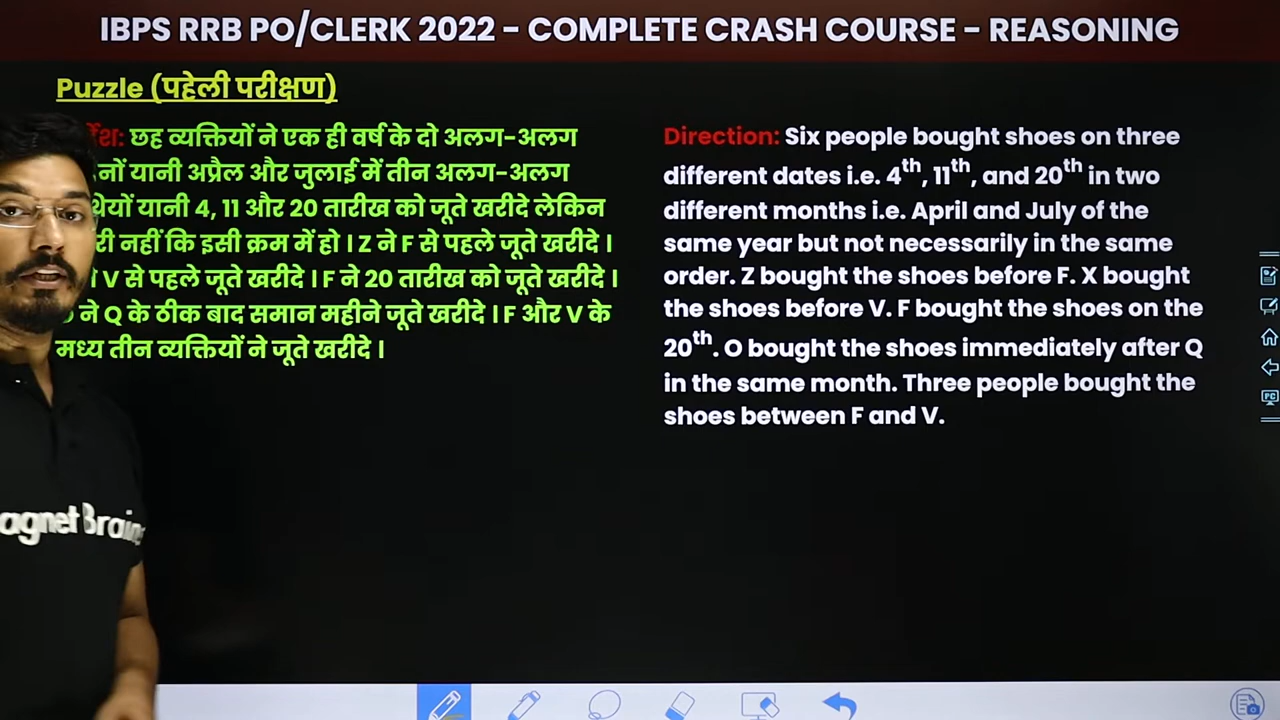 IBPS RRB PO/CLERK 2022 - COMPLETE CRASH COURSE - REASONING
Puzzle (पहेली परीक्षण)
छह व्यक्तियों ने एक ही वर्ष के दो अलग-अलग
यानी अप्रैल और जुलाई में तीन अलग-अलग
यानी 4, 11 और 20 तारीख को जूते खरीदे लेकिन
नहीं कि इसी क्रम में हो । Z ने F से पहले जूते खरीदे ।
V से पहले जूते खरीदे । F ने 20 तारीख को जूते खरीदे ।
ने Q के ठीक बाद समान महीने जूते खरीदे । F और V के
मध्य तीन व्यक्तियों ने जूते खरीदे ।
Direction: Six people bought shoes on three
different dates i.e. 4th, 11th, and 20th in two
different months i.e. April and July of the
same year but not necessarily in the same
order. Z bought the shoes before F. X bought
the shoes before V. F bought the shoes on the
20th. O bought the shoes immediately after Q
in the same month. Three people bought the
shoes between F and V.